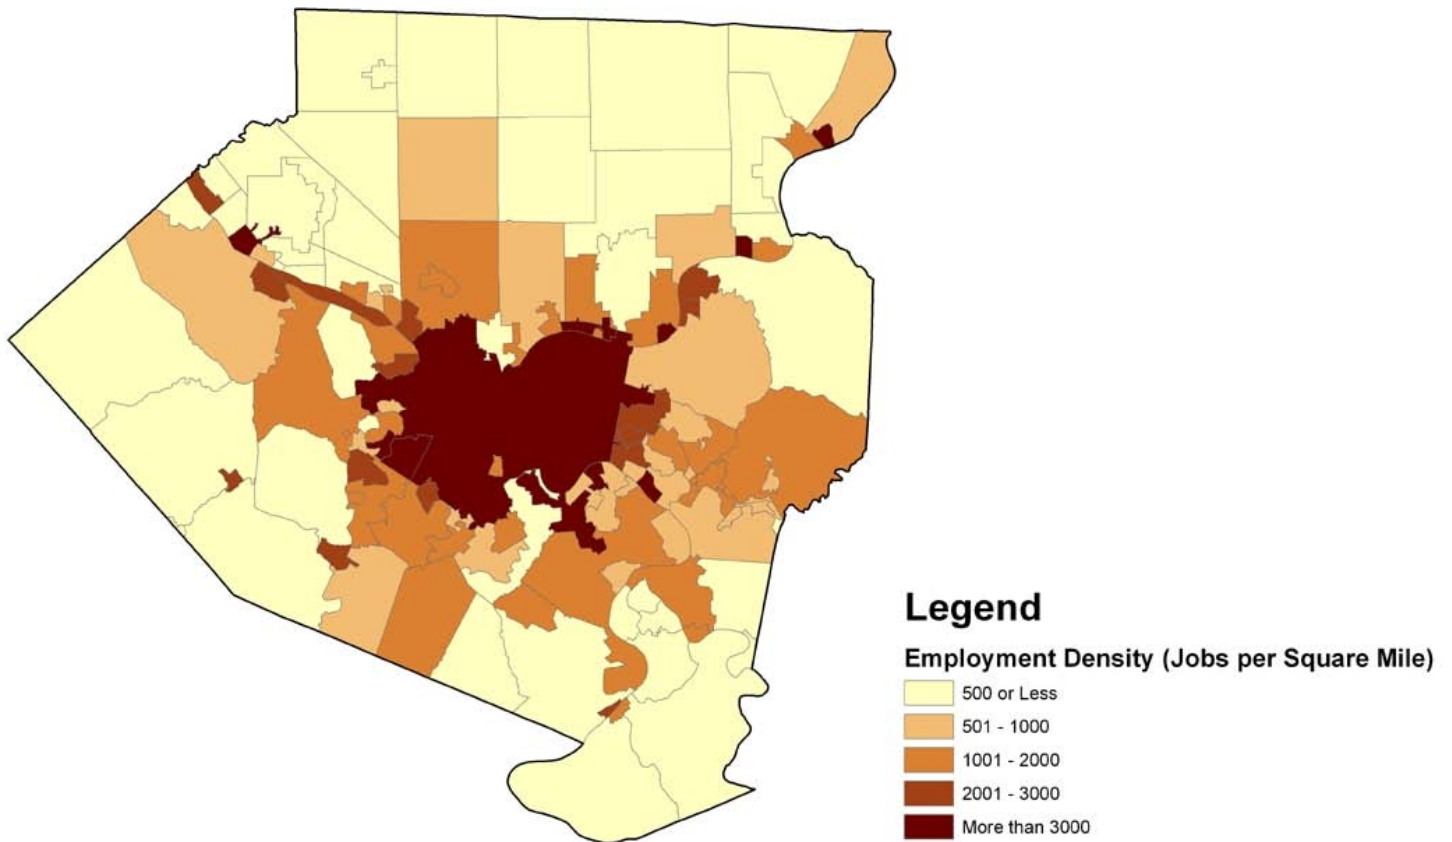 Legend
Employment Density (Jobs per Square Mile)
500 or Less
501 - 1000
1001 - 2000
2001 - 3000
More than 3000